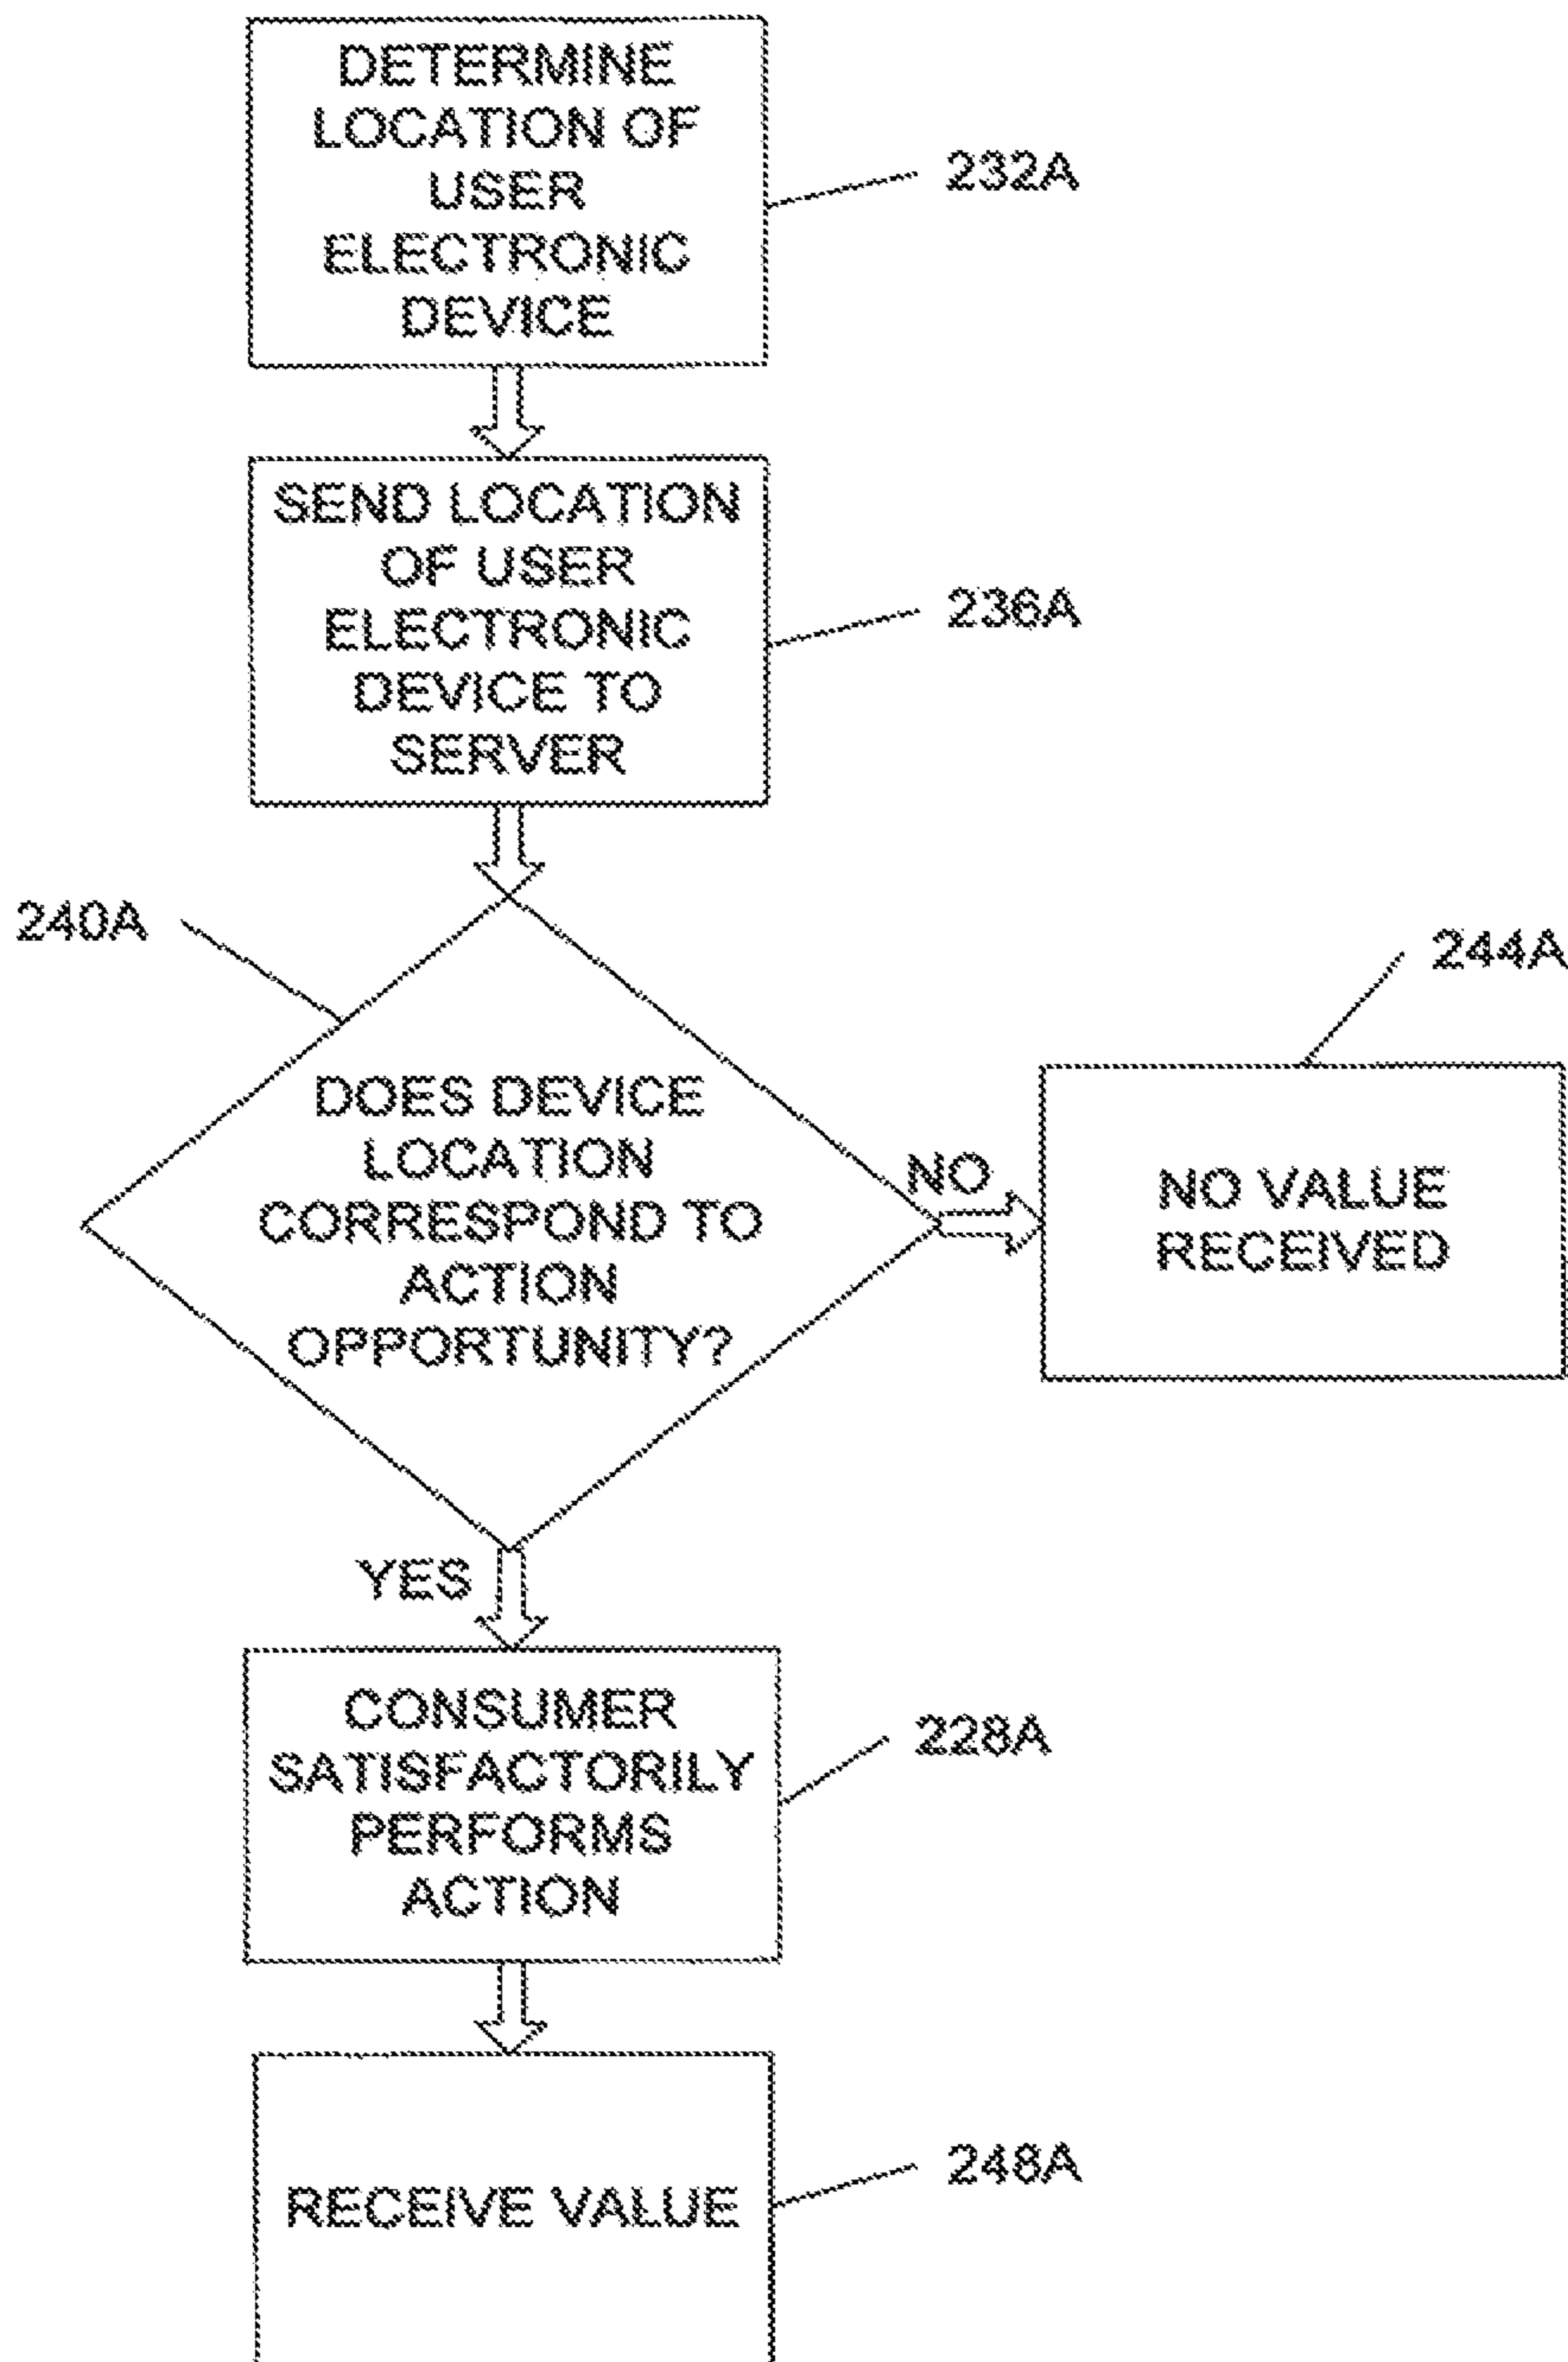 DETERMINE
LOCATION OF
USER
ELECTRONIC
DEVICE
232A
SEND LOCATION
OF USER
ELECTRONIC
DEVICE TO
SERVER
236A
240A
DOES DEVICE
LOCATION
CORRESPOND TO
ACTION
OPPORTUNITY?
NO
244A
NO VALUE
RECEIVED
YES
CONSUMER
SATISFACTORILY
PERFORMS
ACTION
228A
RECEIVE VALUE
248A